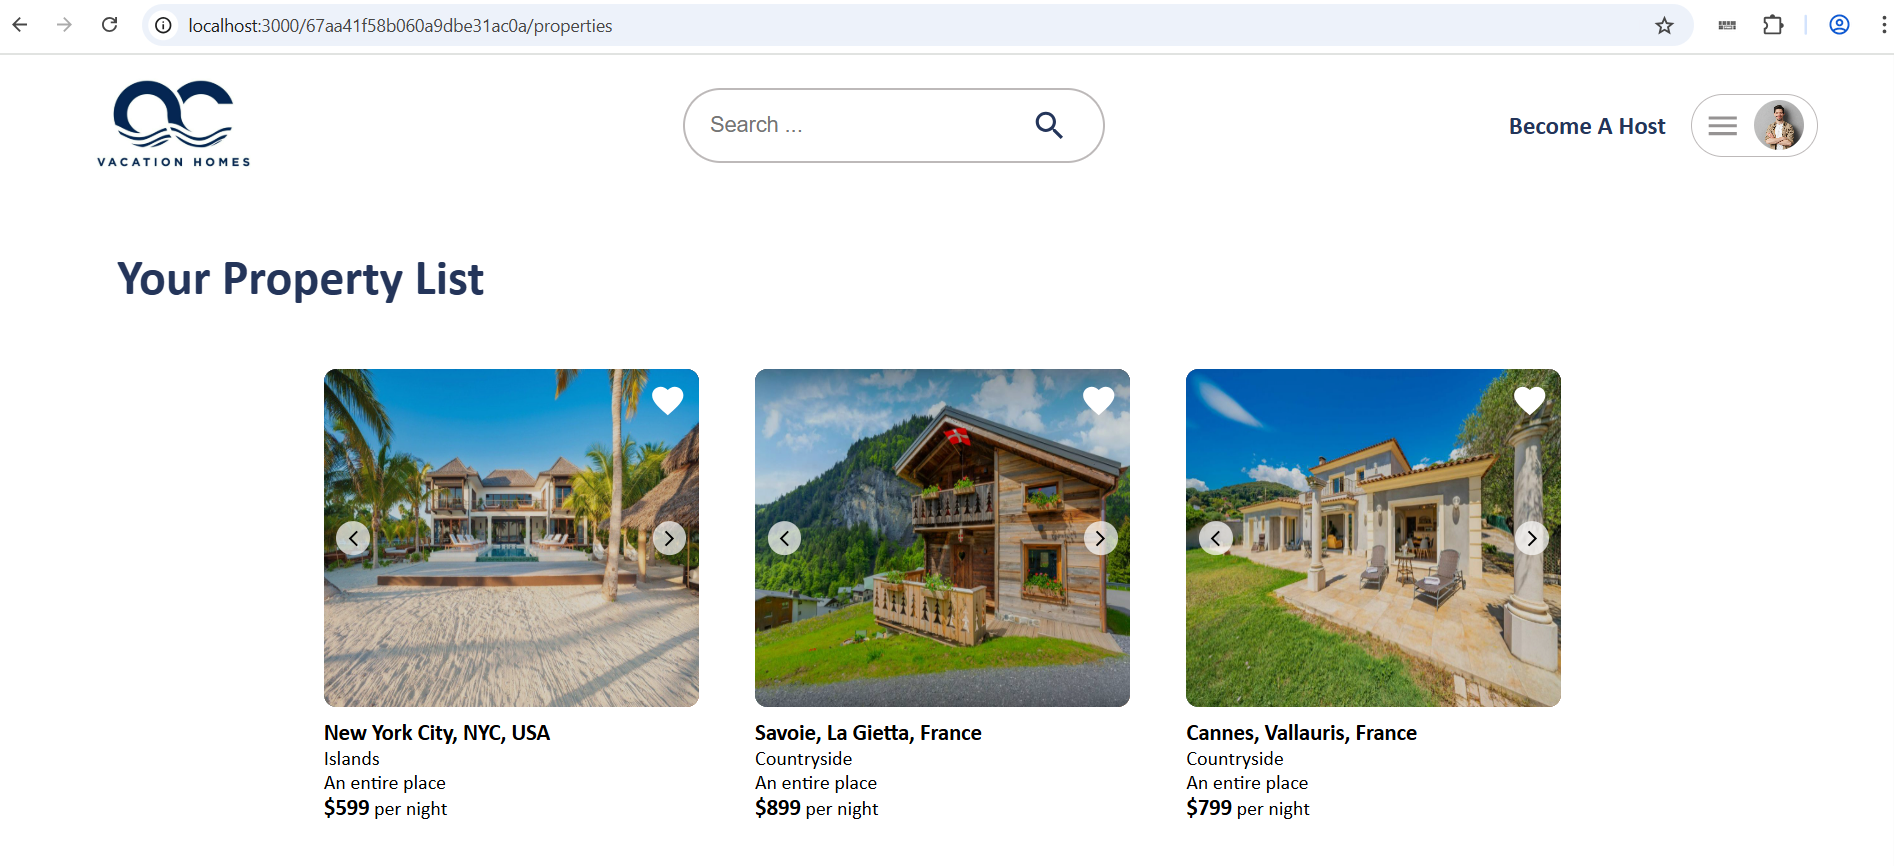 localhost:3000/67aa41f58b060a9dbe31ac0a/properties
VACATION HOMES
Search ...
Become A Host
Your Property List
New York City, NYC, USA
Islands
An entire place
$599 per night
Savoie, La Gietta, France
Countryside
An entire place
$899 per night
Cannes, Vallauris, France
Countryside
An entire place
$799 per night